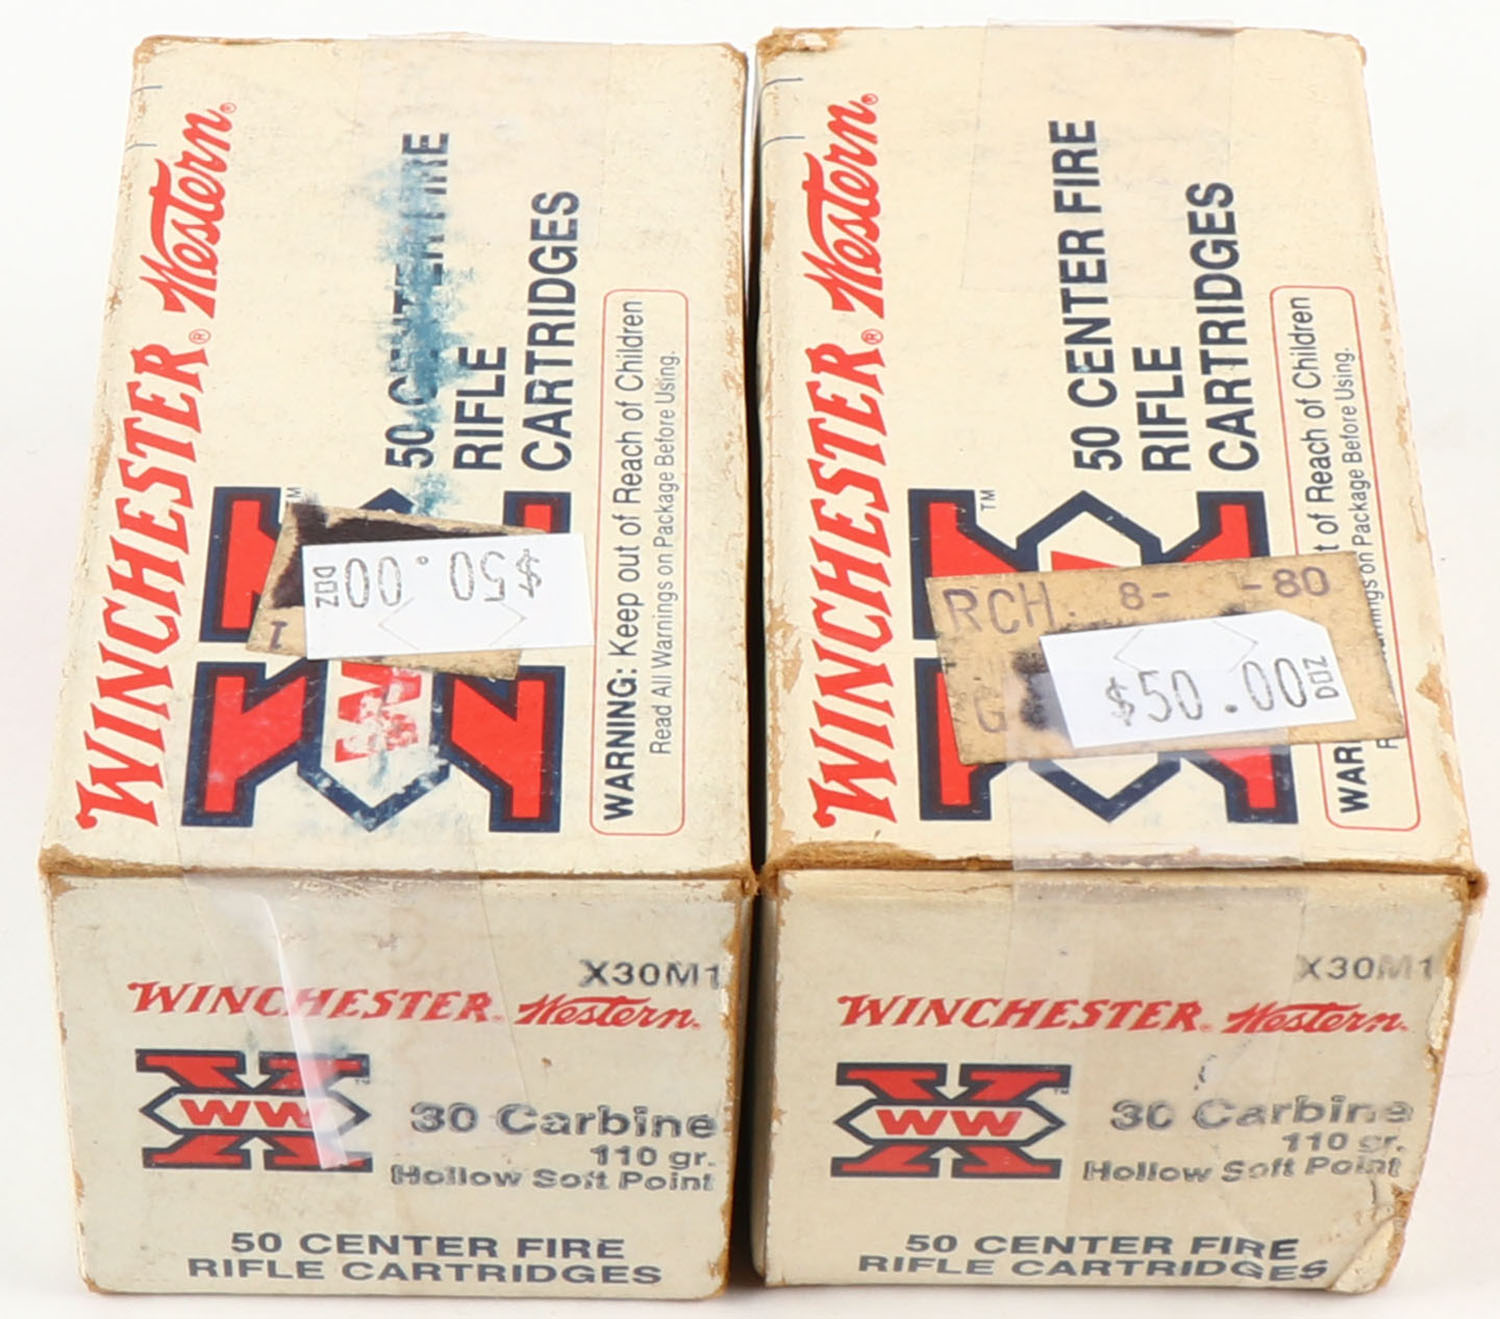 WINCHESTER® Western®
50 CENTER FIRE
RIFLE
CARTRIDGES
WARNING: Keep out of Reach of Children
Read All Warnings on Package Before Using.
TM
W
1
$50.00
DOZ
X30M1
WINCHESTER Western
WW
30 Carbine
110 gr.
Hollow Soft Point
50 CENTER FIRE
RIFLE CARTRIDGES
WINCHESTER® Western®
50 CENTER FIRE
RIFLE
CARTRIDGES
WAR t of Reach of Children
on Package Before Using.
TM
RCH. 8- -80
G
$50.00
DOZ
X30M1
WINCHESTER Western
WW
30 Carbine
110 gr.
Hollow Soft Point
50 CENTER FIRE
RIFLE CARTRIDGES